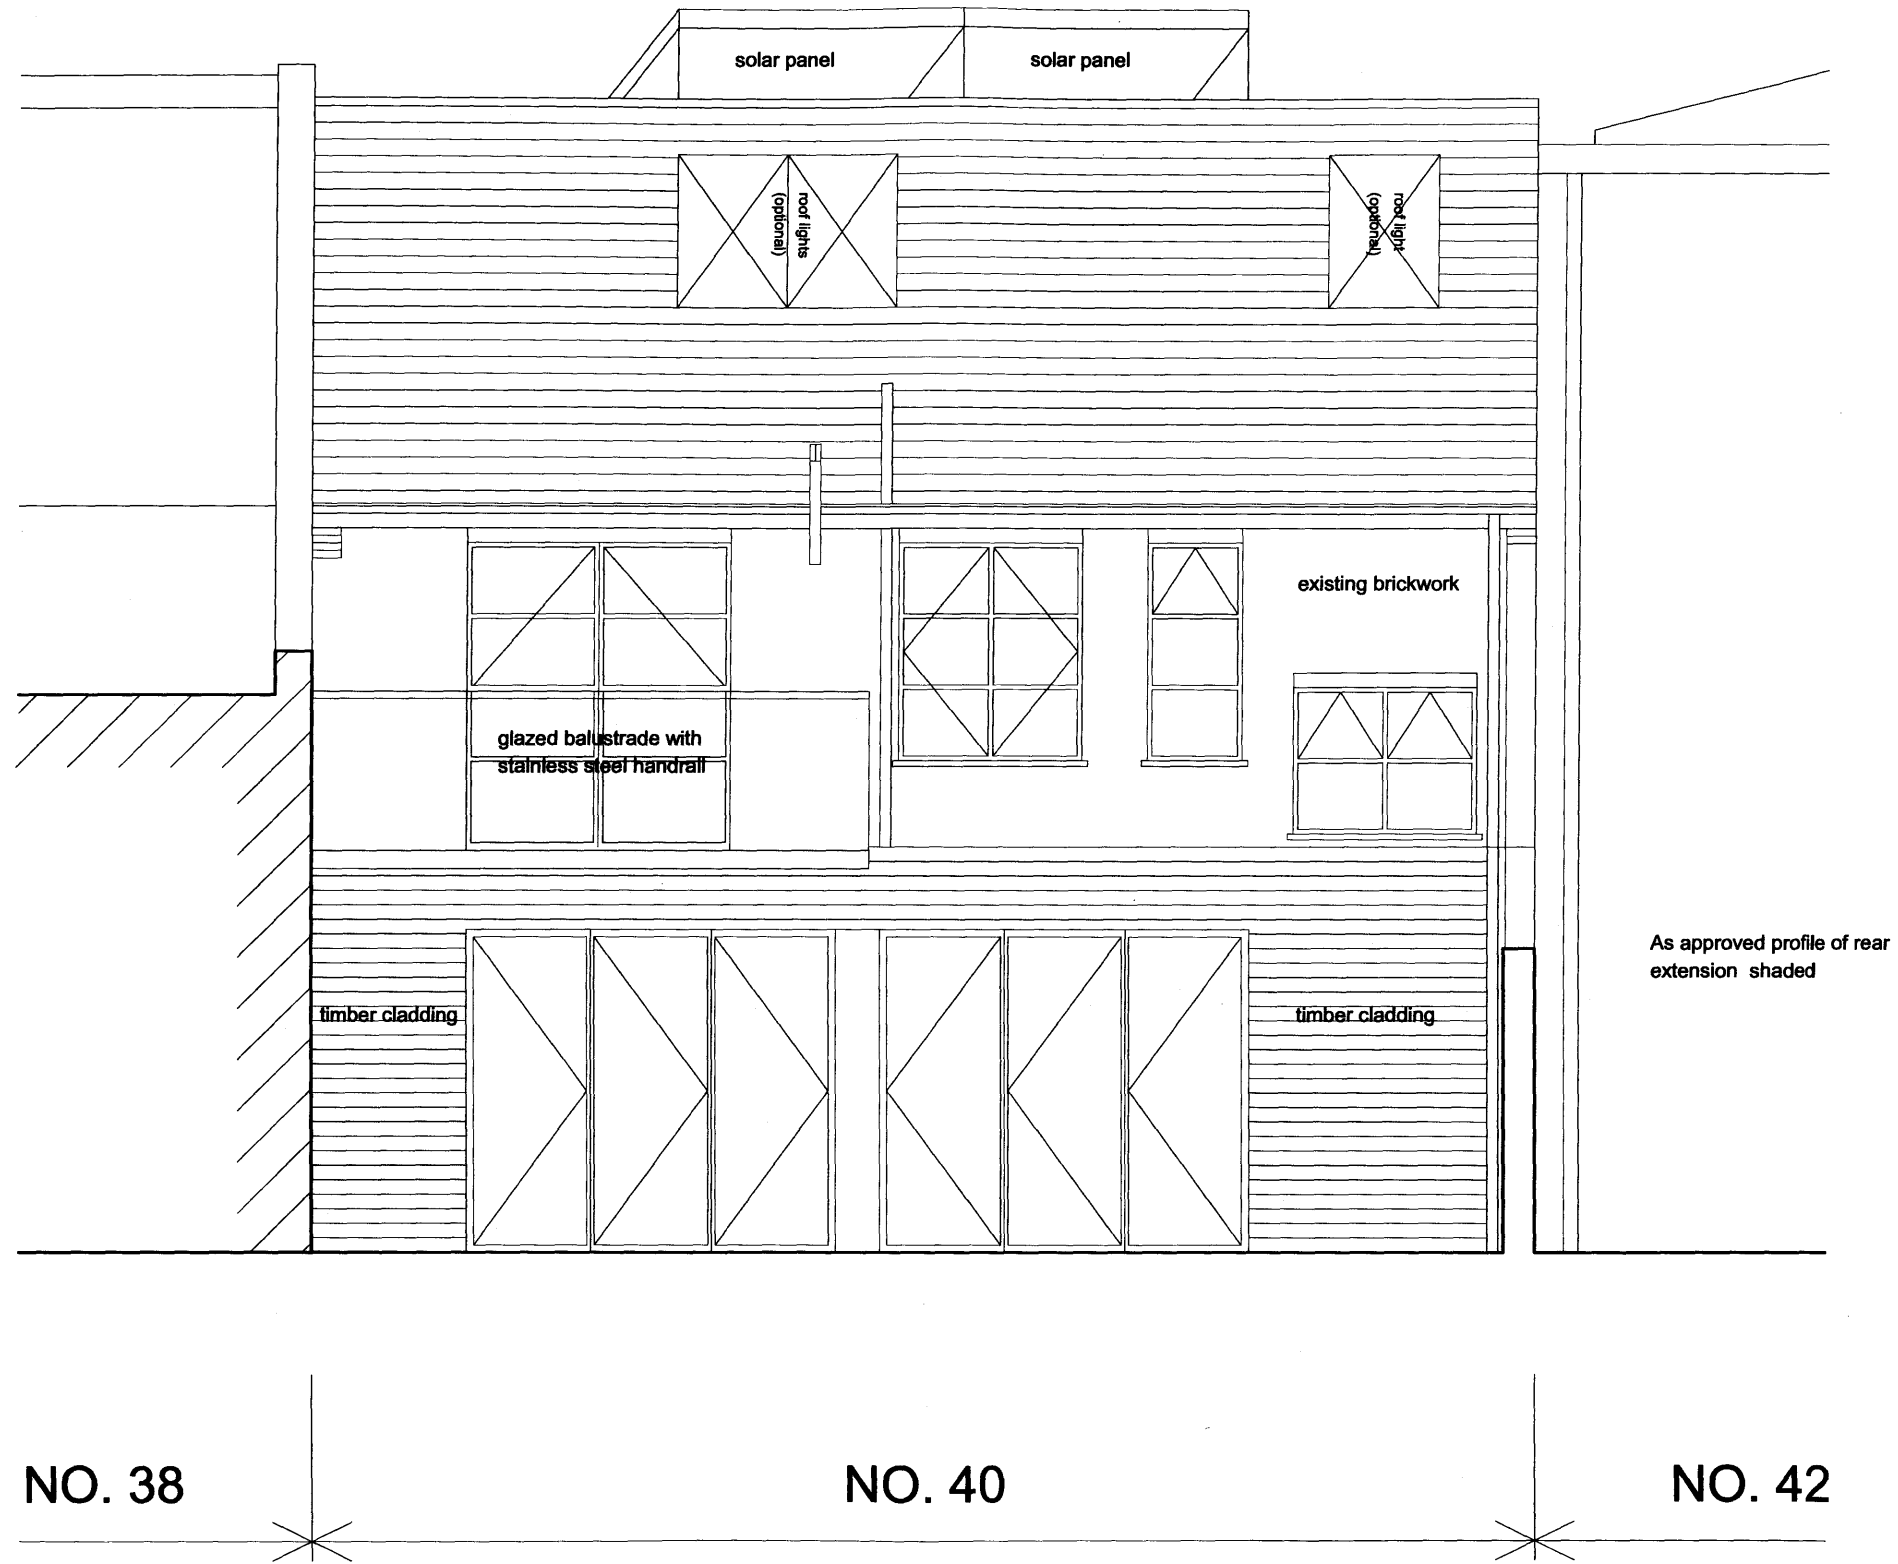 solar panel
solar panel
roof lights
(optional)
roof light
(optional)
existing brickwork
glazed balustrade with
stainless steel handrail
As approved profile of rear
extension shaded
timber cladding
timber cladding
NO. 38
NO. 40
NO. 42